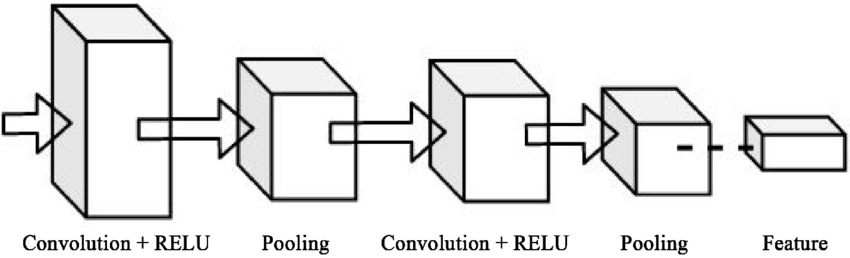 Convolution + RELU Pooling Convolution + RELU Pooling Feature